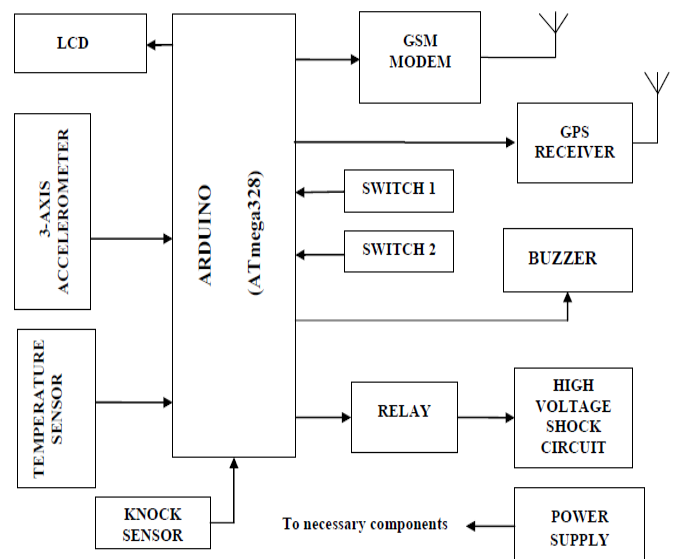 LCD
GSM
MODEM
GPS
RECEIVER
3-AXIS
ACCELEROMETER
ARDUINO
(ATmega328)
SWITCH 1
SWITCH 2
BUZZER
TEMPERATURE
SENSOR
RELAY
HIGH
VOLTAGE
SHOCK
CIRCUIT
KNOCK
SENSOR
To necessary components
POWER
SUPPLY